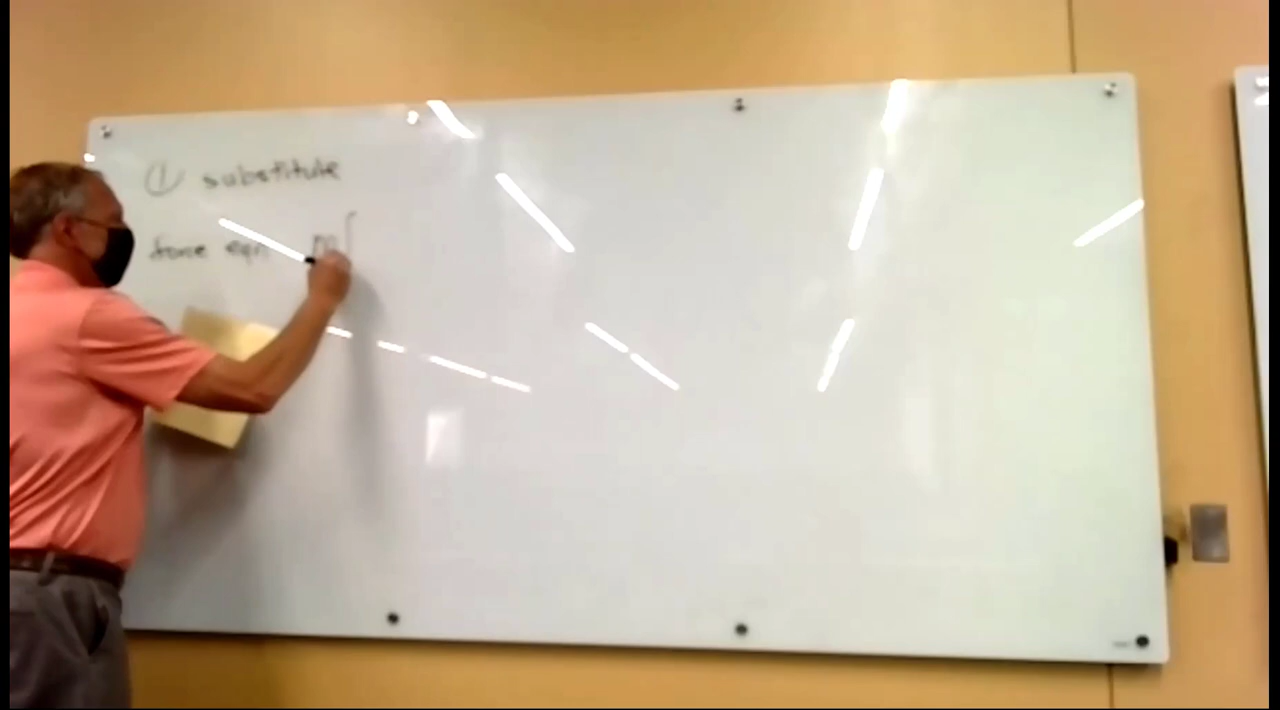 ① substitute
force eqn m[